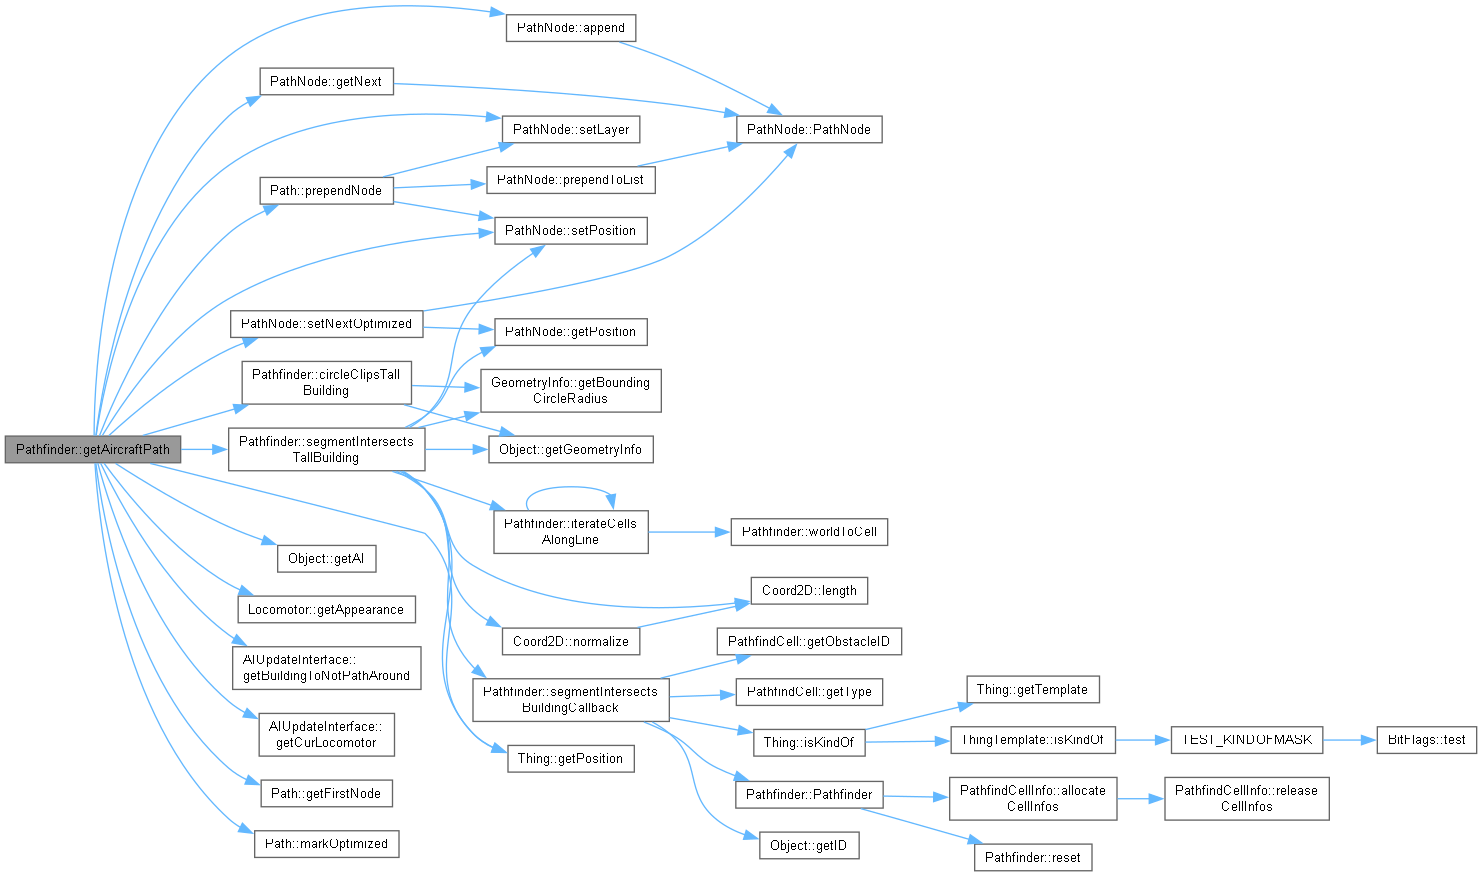 PathNode::append
PathNode::getNext
PathNode::setLayer
PathNode::PathNode
Path::prependNode
PathNode::prependToList
PathNode::setPosition
PathNode::setNextOptimized
PathNode::getPosition
Pathfinder::circleClipsTall
Building
GeometryInfo::getBounding
CircleRadius
Pathfinder::getAircraftPath
Pathfinder::segmentIntersects
TallBuilding
Object::getGeometryInfo
Pathfinder::iterateCells
AlongLine
Pathfinder::worldToCell
Object::getAI
Coord2D::length
Locomotor::getAppearance
Coord2D::normalize
PathfindCell::getObstacleID
AIUpdateInterface::
getBuildingToNotPathAround
Pathfinder::segmentIntersects
BuildingCallback
PathfindCell::getType
Thing::getTemplate
AIUpdateInterface::
getCurLocomotor
Thing::isKindOf
ThingTemplate::isKindOf
TEST_KINDOFMASK
BitFlags::test
Thing::getPosition
Path::getFirstNode
Pathfinder::Pathfinder
PathfindCellInfo::allocate
CellInfos
PathfindCellInfo::release
CellInfos
Path::markOptimized
Object::getID
Pathfinder::reset